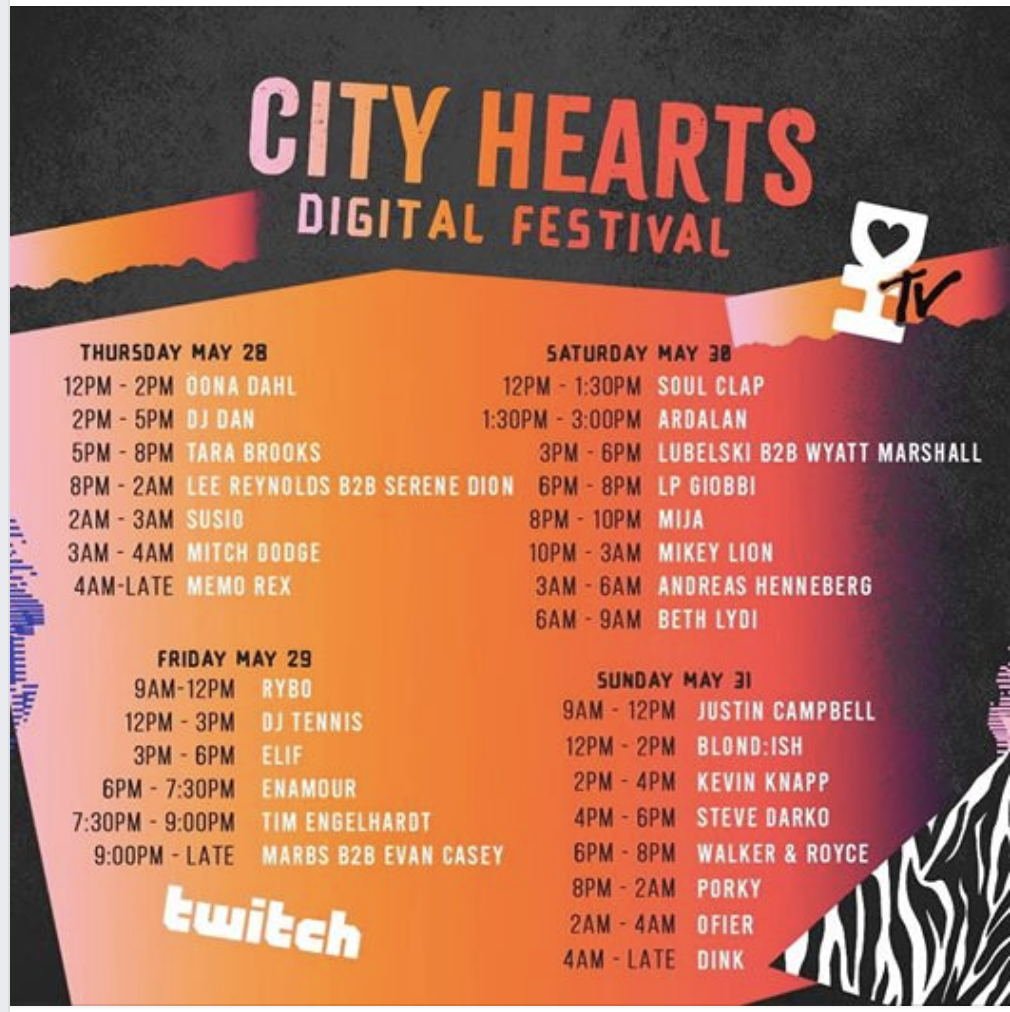 CITY HEARTS
DIGITAL FESTIVAL
TV
THURSDAY MAY 28
12PM - 2PM ÖONA DAHL
2PM - 5PM DJ DAN
5PM - 8PM TARA BROOKS
8PM - 2AM LEE REYNOLDS B2B SERENE DION
2AM - 3AM SUSIO
3AM - 4AM MITCH DODGE
4AM-LATE MEMO REX
FRIDAY MAY 29
9AM-12PM RYBO
12PM - 3PM DJ TENNIS
3PM - 6PM ELIF
6PM - 7:30PM ENAMOUR
7:30PM - 9:00PM TIM ENGELHARDT
9:00PM - LATE MARBS B2B EVAN CASEY
twitch
SATURDAY MAY 30
12PM - 1:30PM SOUL CLAP
1:30PM - 3:00PM ARDALAN
3PM - 6PM LUBELSKI B2B WYATT MARSHALL
6PM - 8PM LP GIOBBI
8PM - 10PM MIJA
10PM - 3AM MIKEY LION
3AM - 6AM ANDREAS HENNEBERG
6AM - 9AM BETH LYDI
SUNDAY MAY 31
9AM - 12PM JUSTIN CAMPBELL
12PM - 2PM BLOND:ISH
2PM - 4PM KEVIN KNAPP
4PM - 6PM STEVE DARKO
6PM - 8PM WALKER & ROYCE
8PM - 2AM PORKY
2AM - 4AM OFIER
4AM - LATE DINK